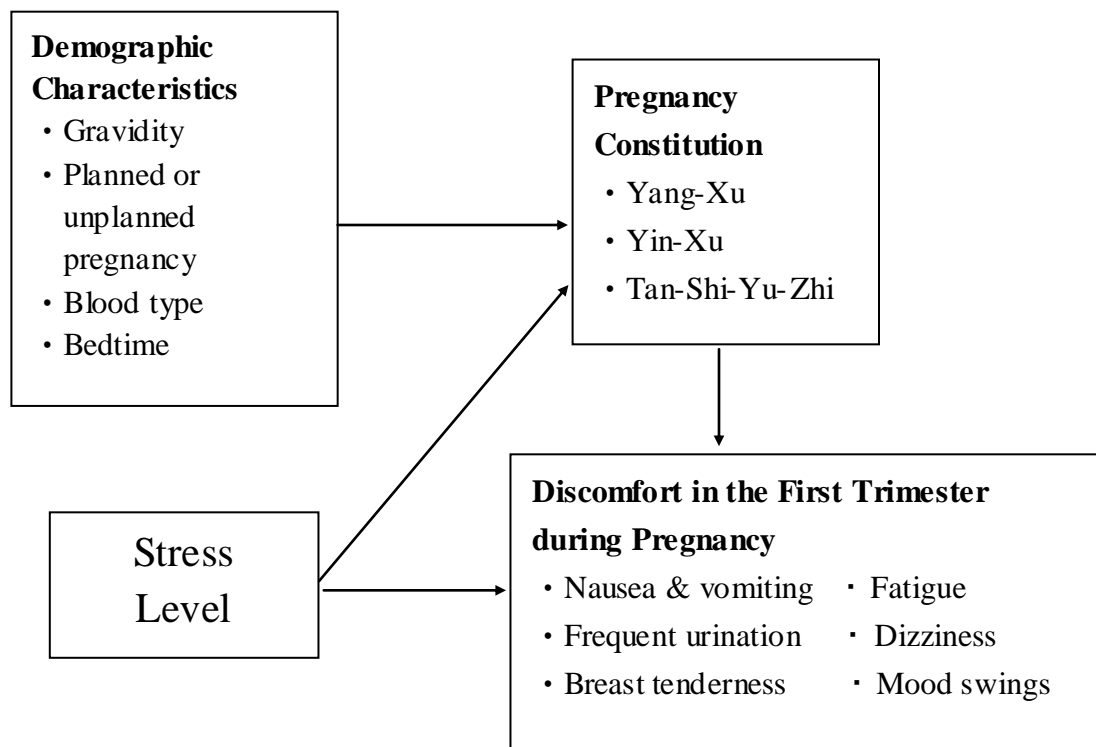 Demographic
Characteristics
・Gravidity
・Planned or
unplanned
pregnancy
・Blood type
・Bedtime
Pregnancy
Constitution
・Yang-Xu
・Yin-Xu
・Tan-Shi-Yu-Zhi
Stress
Level
Discomfort in the First Trimester
during Pregnancy
・Nausea & vomiting ・Fatigue
・Frequent urination ・Dizziness
・Breast tenderness ・Mood swings